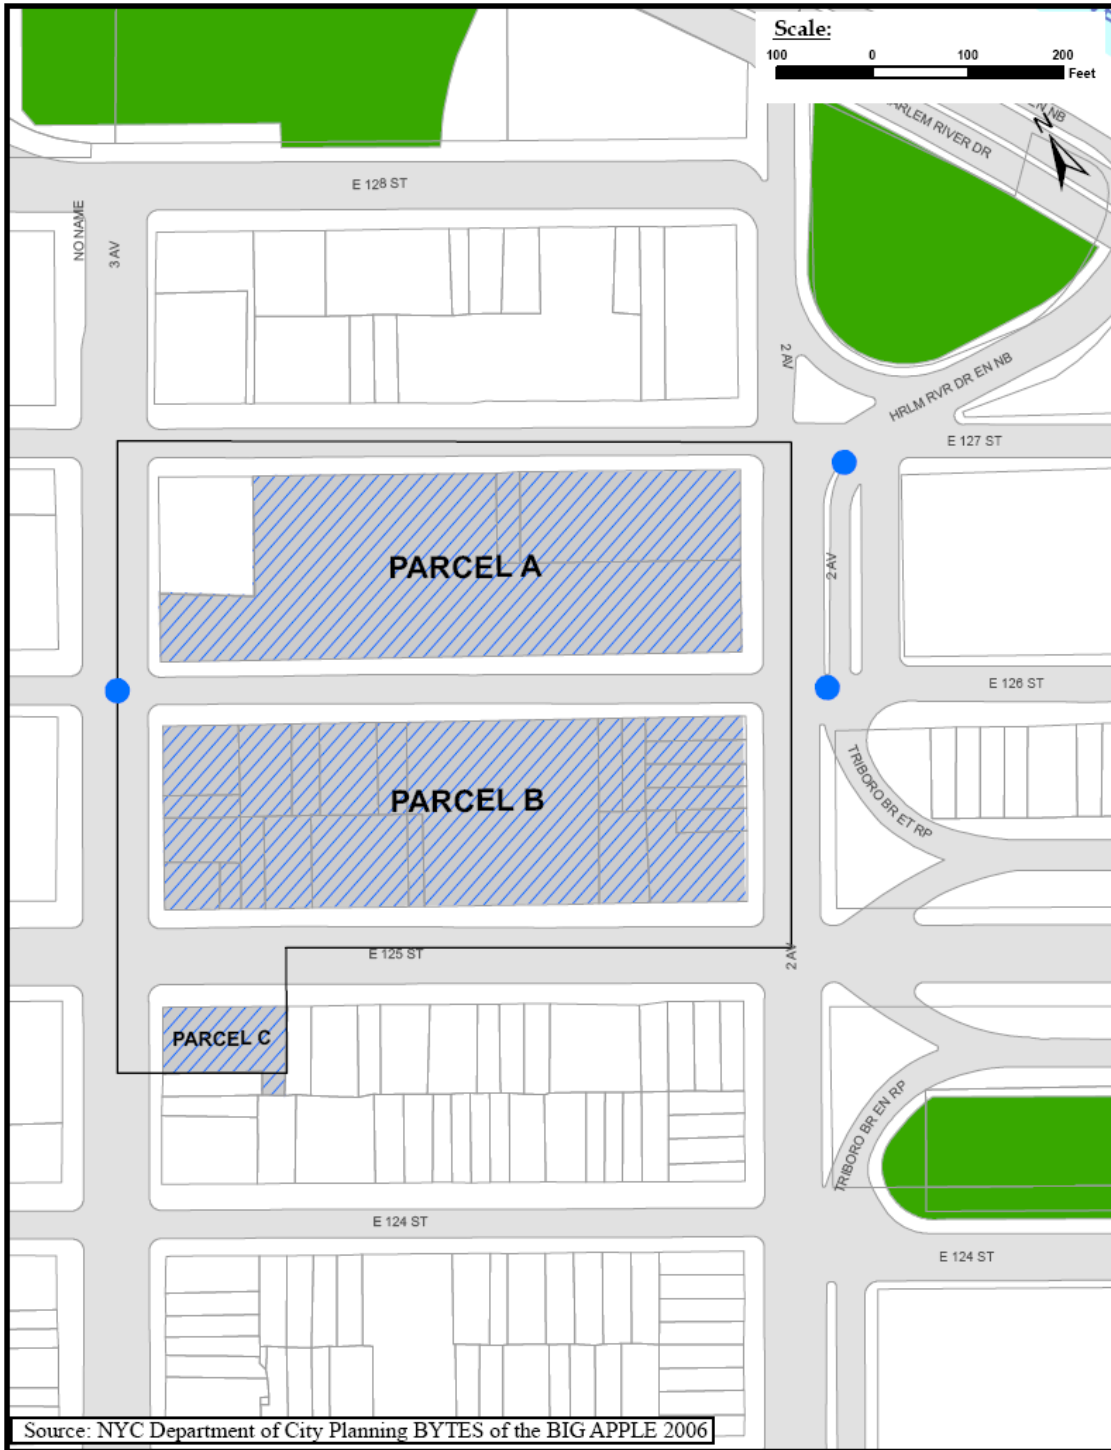 Scale:
100 0 100 200
Feet
EN NB
HARLEM RIVER DR
N
E 128 ST
NO NAME
3 AV
2 AV
HRLM RVR DR EN NB
E 127 ST
PARCEL A
2 AV
E 126 ST
PARCEL B
TRIBORO BR ET RP
E 125 ST
2 AV
PARCEL C
TRIBORO BR EN RP
E 124 ST
E 124 ST
Source: NYC Department of City Planning BYTES of the BIG APPLE 2006